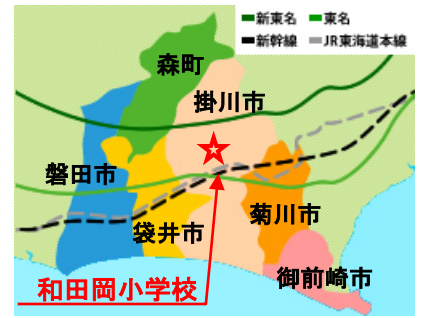 新東名 東名
新幹線 JR東海道本線
森町
掛川市
磐田市
袋井市
菊川市
御前崎市
和田岡小学校